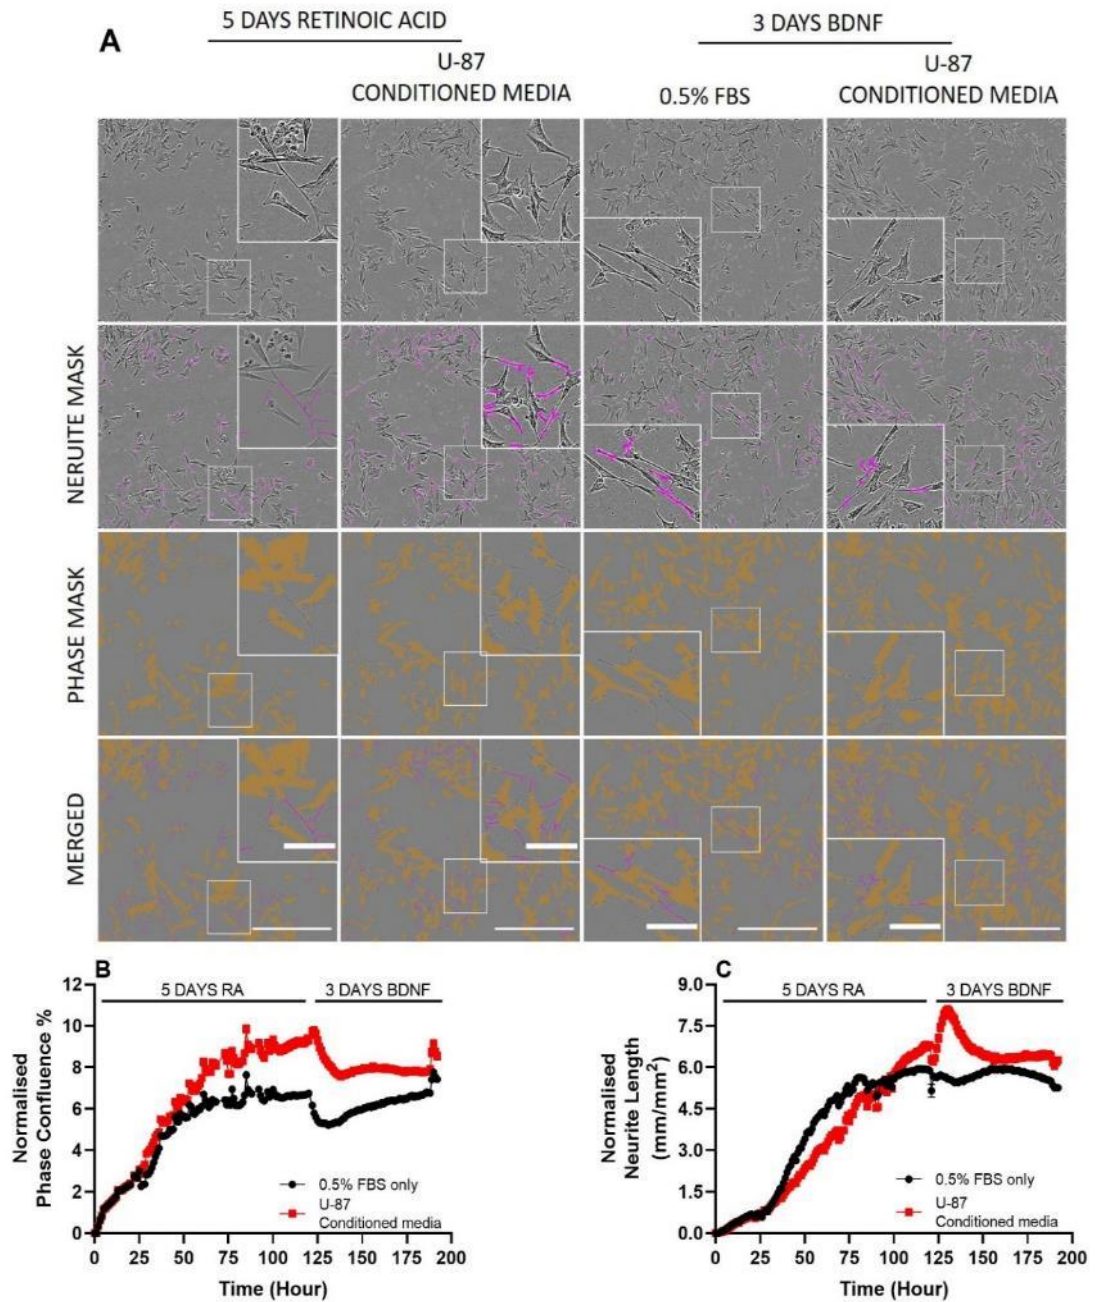 A
5 DAYS RETINOIC ACID
3 DAYS BDNF
U-87
CONDITIONED MEDIA
0.5% FBS
U-87
CONDITIONED MEDIA
NERUITE MASK
PHASE MASK
MERGED
B
12
10
8
6
4
2
0
5 DAYS RA
3 DAYS BDNF
Normalised
Phase Confluence %
0.5% FBS only
U-87
Conditioned media
0 25 50 75 100 125 150 175 200
Time (Hour)
C
9.0
7.5
6.0
4.5
3.0
1.5
0.0
5 DAYS RA
3 DAYS BDNF
Normalised
Neurite Length
(mm/mm²)
0.5% FBS only
U-87
Conditioned media
0 25 50 75 100 125 150 175 200
Time (Hour)